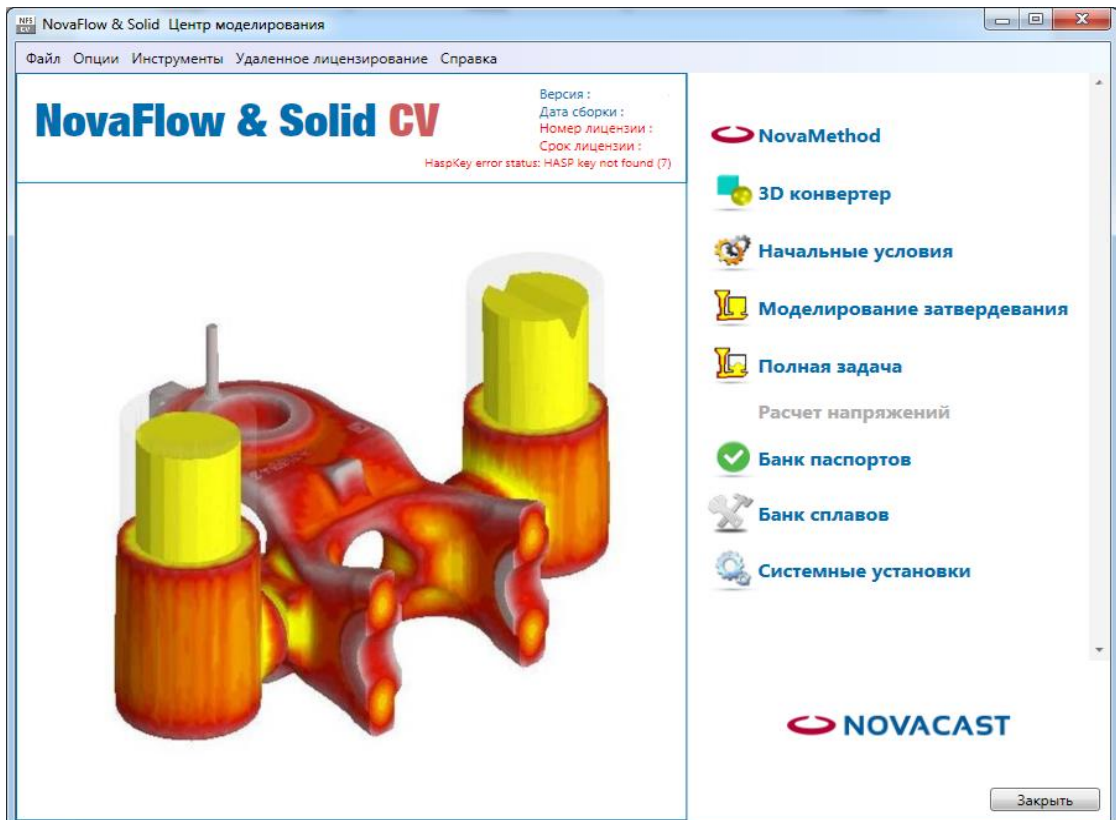 NFS
CV
NovaFlow & Solid Центр моделирования
Файл Опции Инструменты Удаленное лицензирование Справка
NovaFlow & Solid CV
Версия :
Дата сборки :
Номер лицензии :
Срок лицензии :
HaspKey error status: HASP key not found (7)
NovaMethod
3D конвертер
Начальные условия
Моделирование затвердевания
Полная задача
Расчет напряжений
Банк паспортов
Банк сплавов
Системные установки
NOVACAST
Закрыть